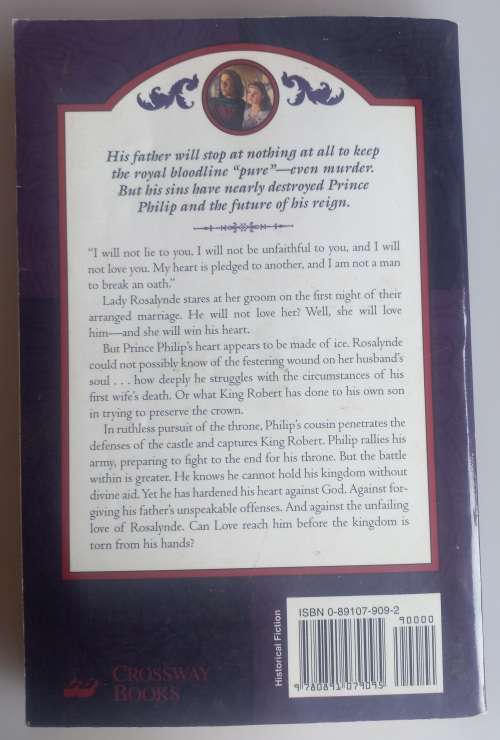 His father will stop at nothing at all to keep
the royal bloodline “pure”—even murder.
But his sins have nearly destroyed Prince
Philip and the future of his reign.
“I will not lie to you, I will not be unfaithful to you, and I will
not love you. My heart is pledged to another, and I am not a man
to break an oath.”
Lady Rosalynde stares at her groom on the first night of their
arranged marriage. He will not love her? Well, she will love
him—and she will win his heart.
But Prince Philip’s heart appears to be made of ice. Rosalynde
could not possibly know of the festering wound on her husband’s
soul . . . how deeply he struggles with the circumstances of his
first wife’s death. Or what King Robert has done to his own son
in trying to preserve the crown.
In ruthless pursuit of the throne, Philip’s cousin penetrates the
defenses of the castle and captures King Robert. Philip rallies his
army, preparing to fight to the end for his throne. But the battle
within is greater. He knows he cannot hold his kingdom without
divine aid. Yet he has hardened his heart against God. Against for-
giving his father’s unspeakable offenses. And against the unfailing
love of Rosalynde. Can Love reach him before the kingdom is
torn from his hands?
CROSSWAY
BOOKS
Historical Fiction
ISBN 0-89107-909-2
90000
9 780891 079095